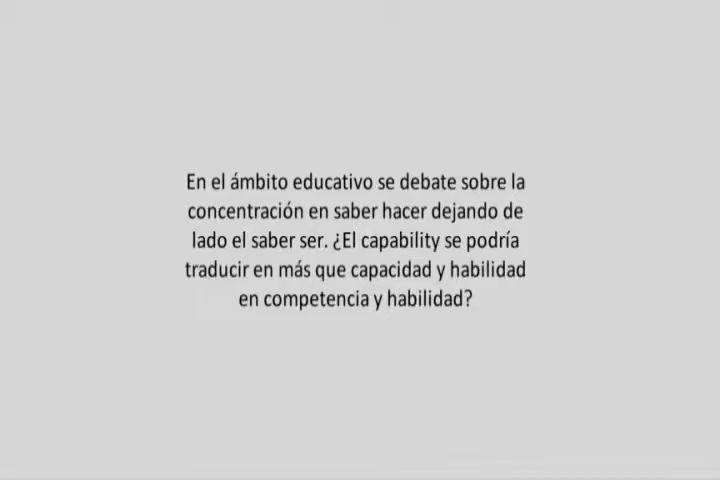 En el ámbito educativo se debate sobre la
concentración en saber hacer dejando de
lado el saber ser. ¿El capability se podría
traducir en más que capacidad y habilidad
en competencia y habilidad?